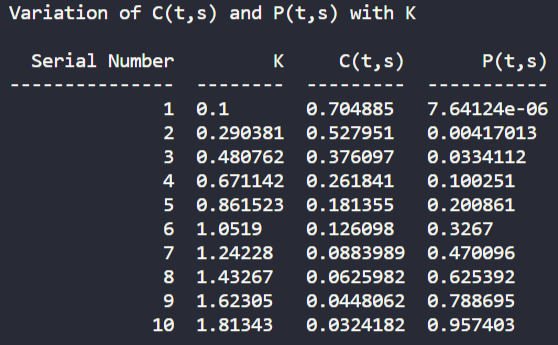 Variation of C(t,s) and P(t,s) with K
Serial Number K C(t,s) P(t,s)
--------------- -------- --------- -----------
1 0.1 0.704885 7.64124e-06
2 0.290381 0.527951 0.00417013
3 0.480762 0.376097 0.0334112
4 0.671142 0.261841 0.100251
5 0.861523 0.181355 0.200861
6 1.0519 0.126098 0.3267
7 1.24228 0.0883989 0.470096
8 1.43267 0.0625982 0.625392
9 1.62305 0.0448062 0.788695
10 1.81343 0.0324182 0.957403